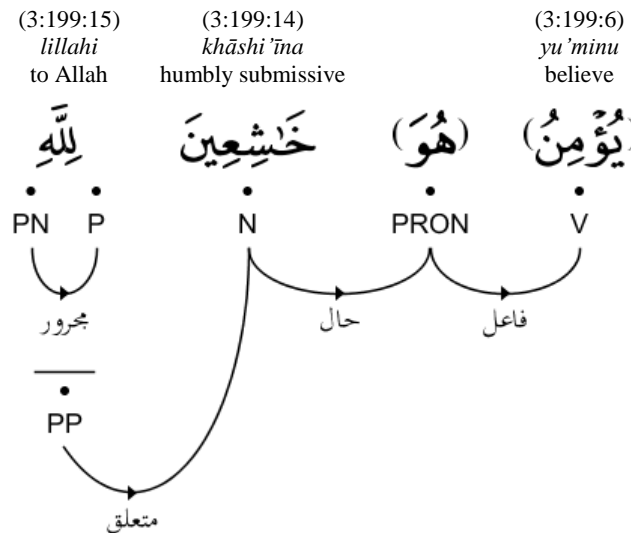 (3:199:15) (3:199:14) (3:199:6)
lillahi khāshi’īna yu’minu
to Allah humbly submissive believe
(يُؤْمِنُ) (هُوَ) خَـٰشِعِينَ لِلَّهِ
PN P N PRON V
مجرور حال فاعل
PP
متعلق